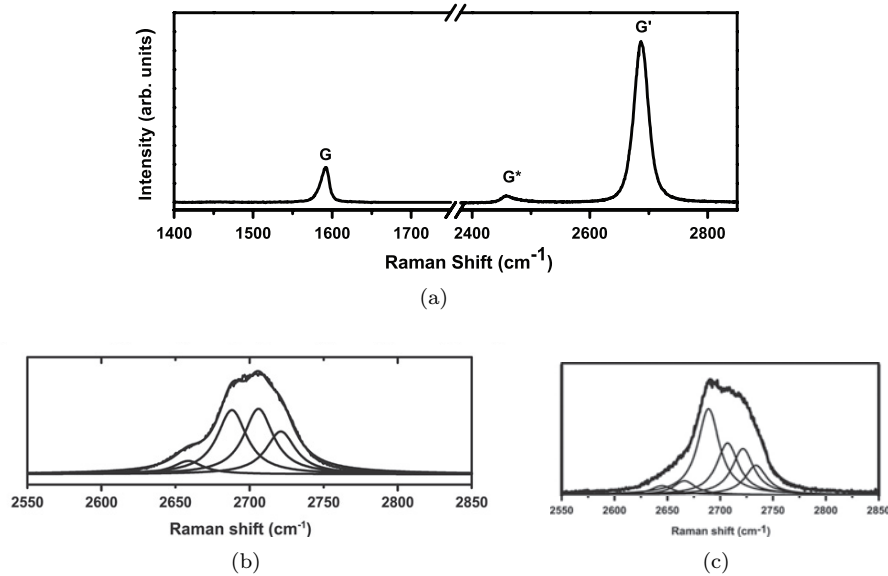 G'
G
G*
Intensity (arb. units)
1400 1500 1600 1700 2400 2600 2800
Raman Shift (cm-1)
(a)
2550 2600 2650 2700 2750 2800 2850
Raman shift (cm-1)
(b)
2550 2600 2650 2700 2750 2800 2850
Raman shift (cm-1)
(c)